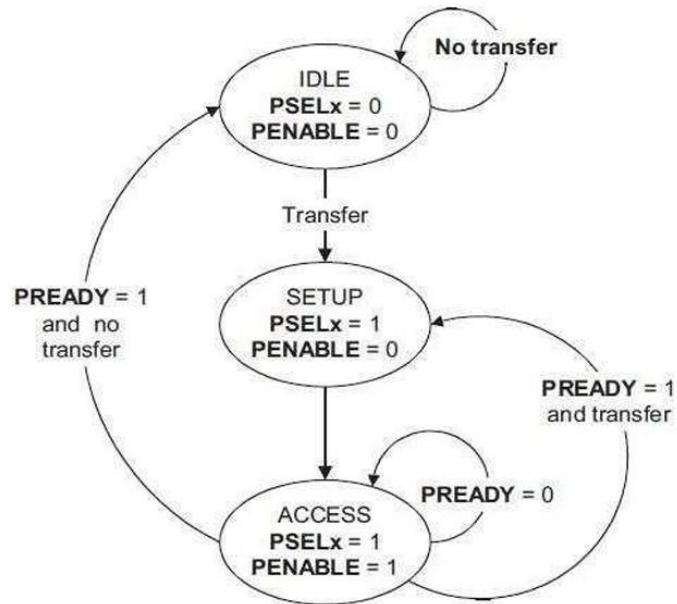 No transfer
IDLE
PSELx = 0
PENABLE = 0
Transfer
SETUP
PSELx = 1
PENABLE = 0
PREADY = 1
and no
transfer
PREADY = 1
and transfer
PREADY = 0
ACCESS
PSELx = 1
PENABLE = 1